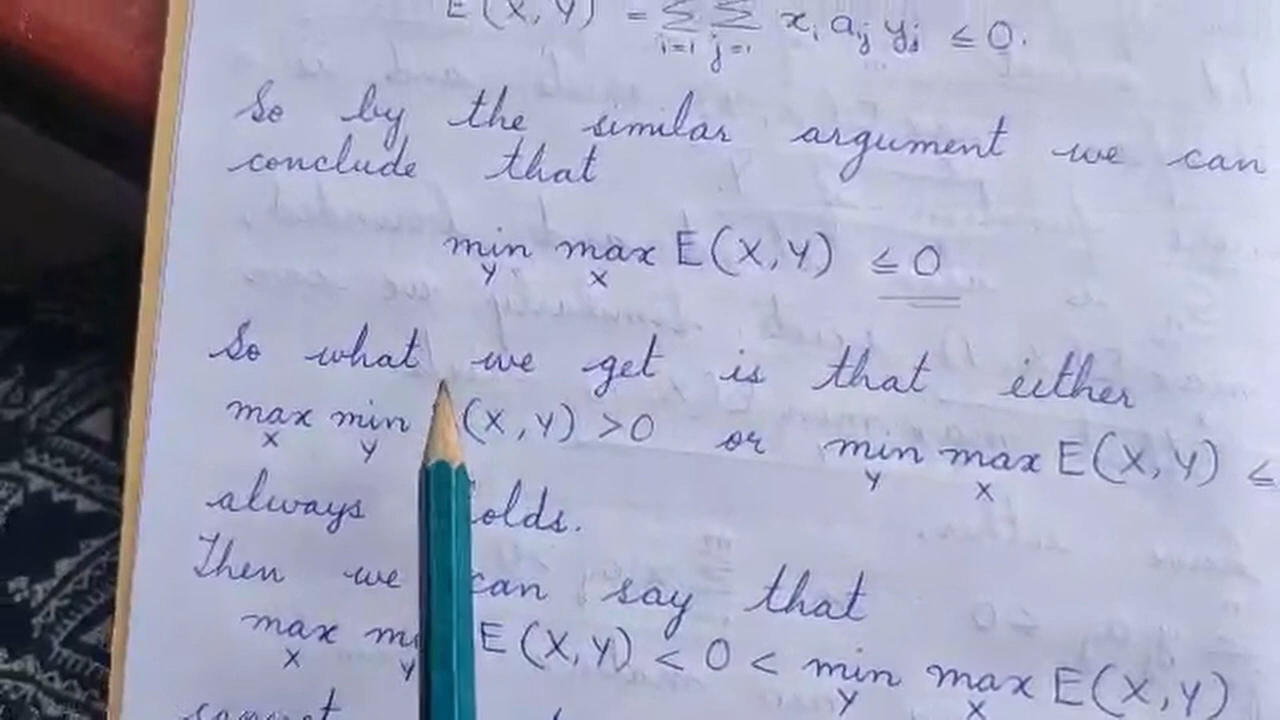 E(X,Y) = ∑i=1 ∑j=1 xi aij yj ≤ 0.
So by the similar argument we can
conclude that
min Y max X E(X,Y) ≤ 0
So what we get is that either
max X min Y (X,Y) >0 or min Y max X E(X,Y) ≤
always olds.
Then we can say that
max X m Y E(X,Y) < 0 < min Y max X E(X,Y)